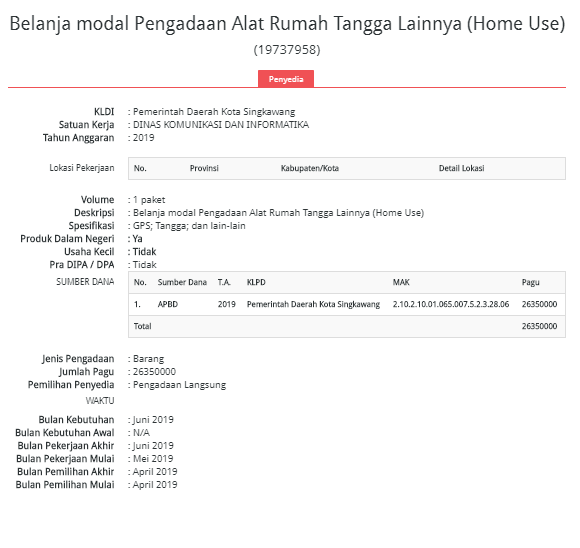 Belanja modal Pengadaan Alat Rumah Tangga Lainnya (Home Use)
(19737958)
Penyedia
KLDI : Pemerintah Daerah Kota Singkawang
Satuan Kerja : DINAS KOMUNIKASI DAN INFORMATIKA
Tahun Anggaran : 2019
Lokasi Pekerjaan No. Provinsi Kabupaten/Kota Detail Lokasi
Volume : 1 paket
Deskripsi : Belanja modal Pengadaan Alat Rumah Tangga Lainnya (Home Use)
Spesifikasi : GPS; Tangga; dan lain-lain
Produk Dalam Negeri : Ya
Usaha Kecil : Tidak
Pra DIPA / DPA : Tidak
SUMBER DANA No. Sumber Dana T.A. KLPD MAK Pagu
1. APBD 2019 Pemerintah Daerah Kota Singkawang 2.10.2.10.01.065.007.5.2.3.28.06 26350000
Total 26350000
Jenis Pengadaan : Barang
Jumlah Pagu : 26350000
Pemilihan Penyedia : Pengadaan Langsung
WAKTU
Bulan Kebutuhan : Juni 2019
Bulan Kebutuhan Awal : N/A
Bulan Pekerjaan Akhir : Juni 2019
Bulan Pekerjaan Mulai : Mei 2019
Bulan Pemilihan Akhir : April 2019
Bulan Pemilihan Mulai : April 2019